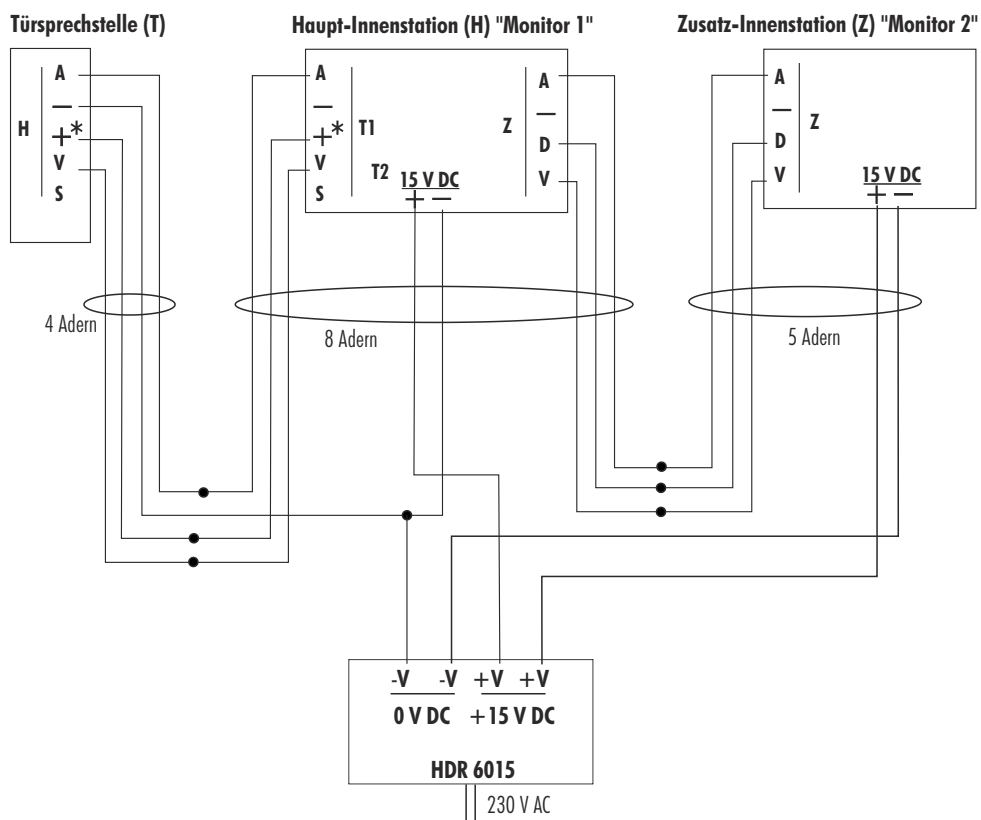 Türsprechstelle (T)
Haupt-Innenstation (H) "Monitor 1"
Zusatz-Innenstation (Z) "Monitor 2"
H
A
—
+*
V
S
A
—
+*
V
S
T1
T2
15 V DC
+ —
Z
A
—
D
V
A
—
D
V
Z
15 V DC
+ —
4 Adern
8 Adern
5 Adern
-V -V +V +V
0 V DC +15 V DC
HDR 6015
230 V AC